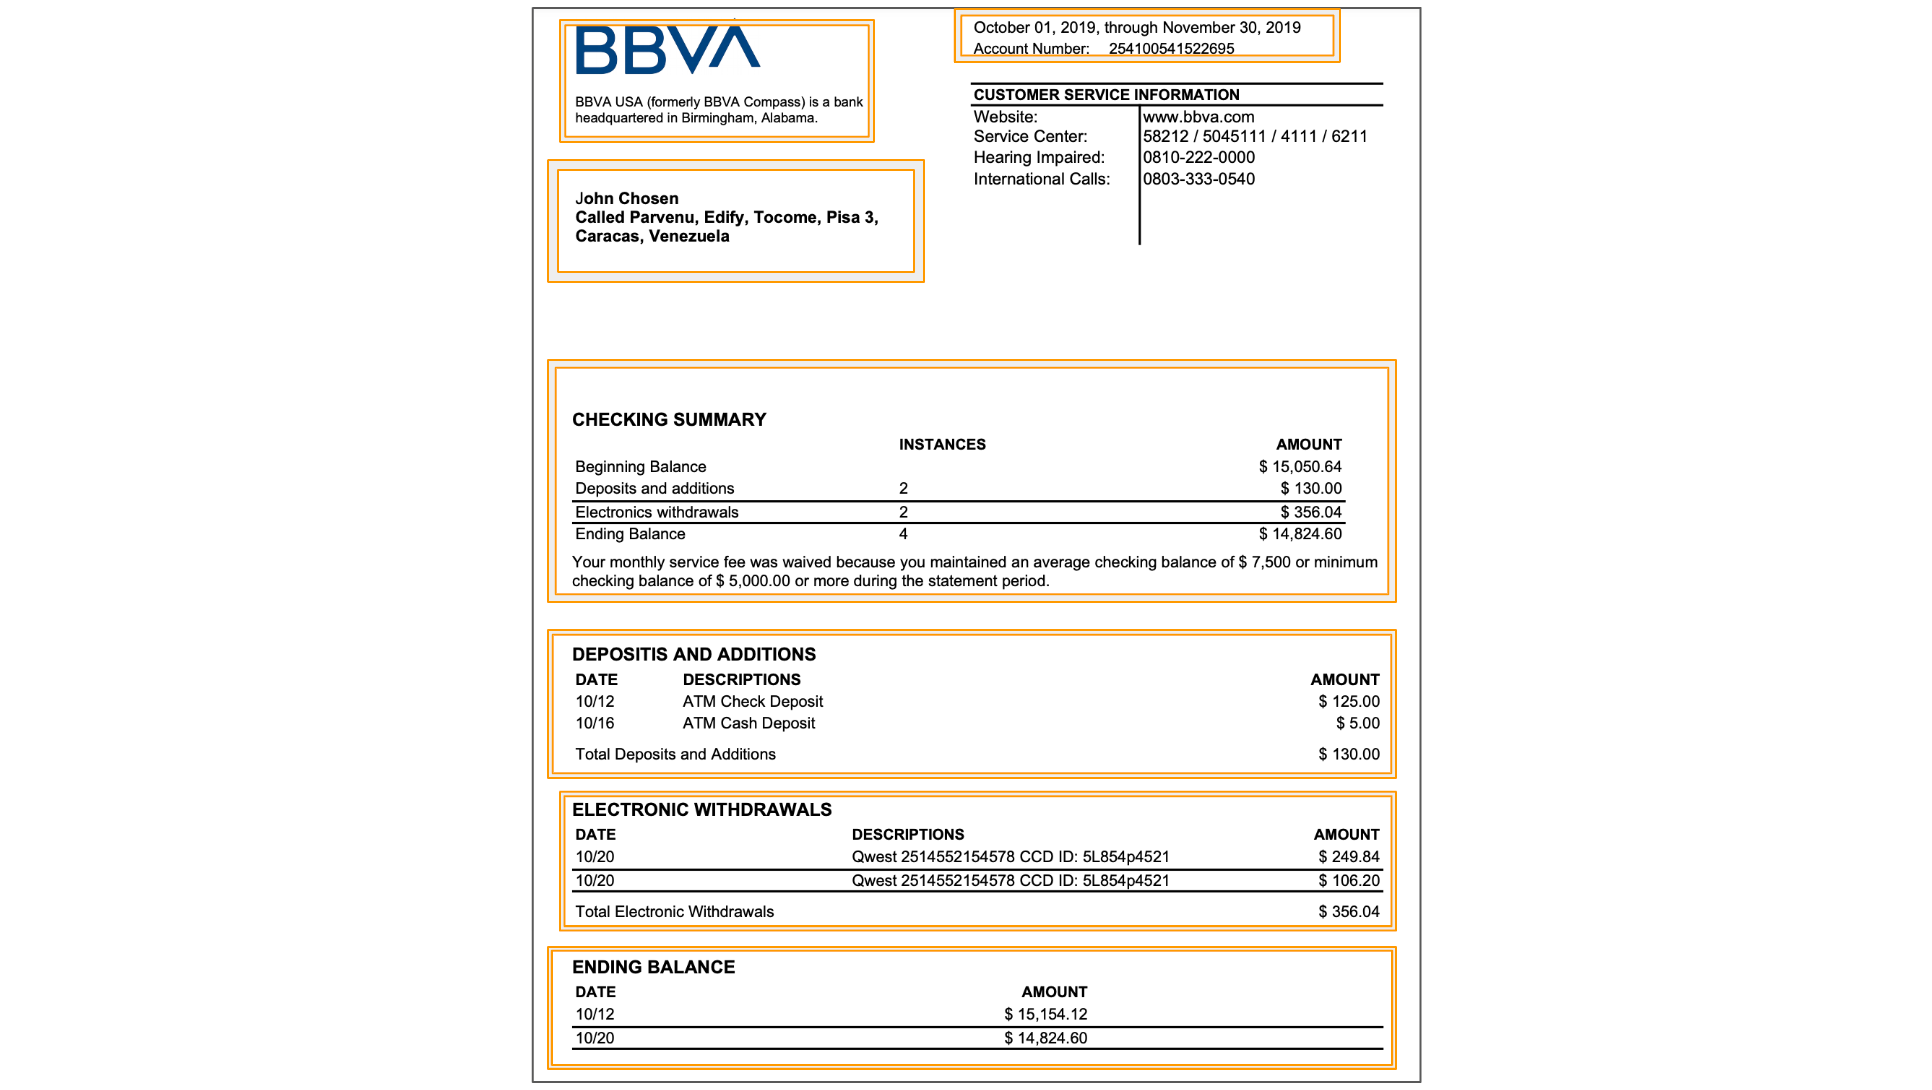 BBVA
BBVA USA (formerly BBVA Compass) is a bank
headquartered in Birmingham, Alabama.
October 01, 2019, through November 30, 2019
Account Number: 254100541522695
CUSTOMER SERVICE INFORMATION
Website: www.bbva.com
Service Center: 58212 / 5045111 / 4111 / 6211
Hearing Impaired: 0810-222-0000
International Calls: 0803-333-0540
John Chosen
Called Parvenu, Edify, Tocome, Pisa 3,
Caracas, Venezuela
CHECKING SUMMARY
INSTANCES AMOUNT
Beginning Balance $ 15,050.64
Deposits and additions 2 $ 130.00
Electronics withdrawals 2 $ 356.04
Ending Balance 4 $ 14,824.60
Your monthly service fee was waived because you maintained an average checking balance of $ 7,500 or minimum
checking balance of $ 5,000.00 or more during the statement period.
DEPOSITIS AND ADDITIONS
DATE DESCRIPTIONS AMOUNT
10/12 ATM Check Deposit $ 125.00
10/16 ATM Cash Deposit $ 5.00
Total Deposits and Additions $ 130.00
ELECTRONIC WITHDRAWALS
DATE DESCRIPTIONS AMOUNT
10/20 Qwest 2514552154578 CCD ID: 5L854p4521 $ 249.84
10/20 Qwest 2514552154578 CCD ID: 5L854p4521 $ 106.20
Total Electronic Withdrawals $ 356.04
ENDING BALANCE
DATE AMOUNT
10/12 $ 15,154.12
10/20 $ 14,824.60